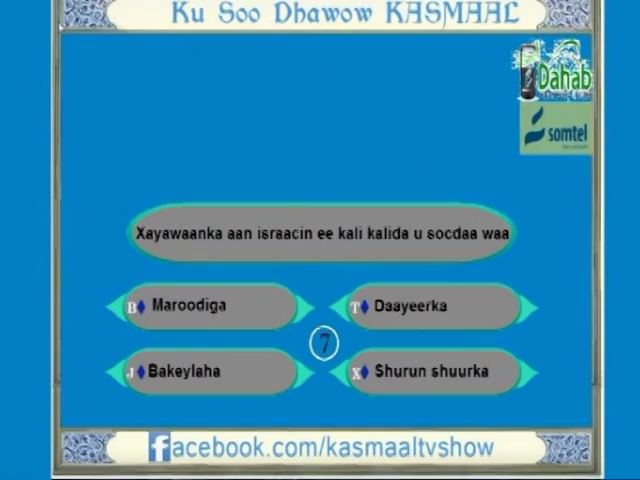 Ku Soo Dhawow KASMAAL
Dahab
somtel
Xayawaanka aan israacin ee kali kalida u socdaa waa
B Maroodiga
T Daayeerka
7
J Bakeylaha
X Shurun shuurka
facebook.com/kasmaaltvshow